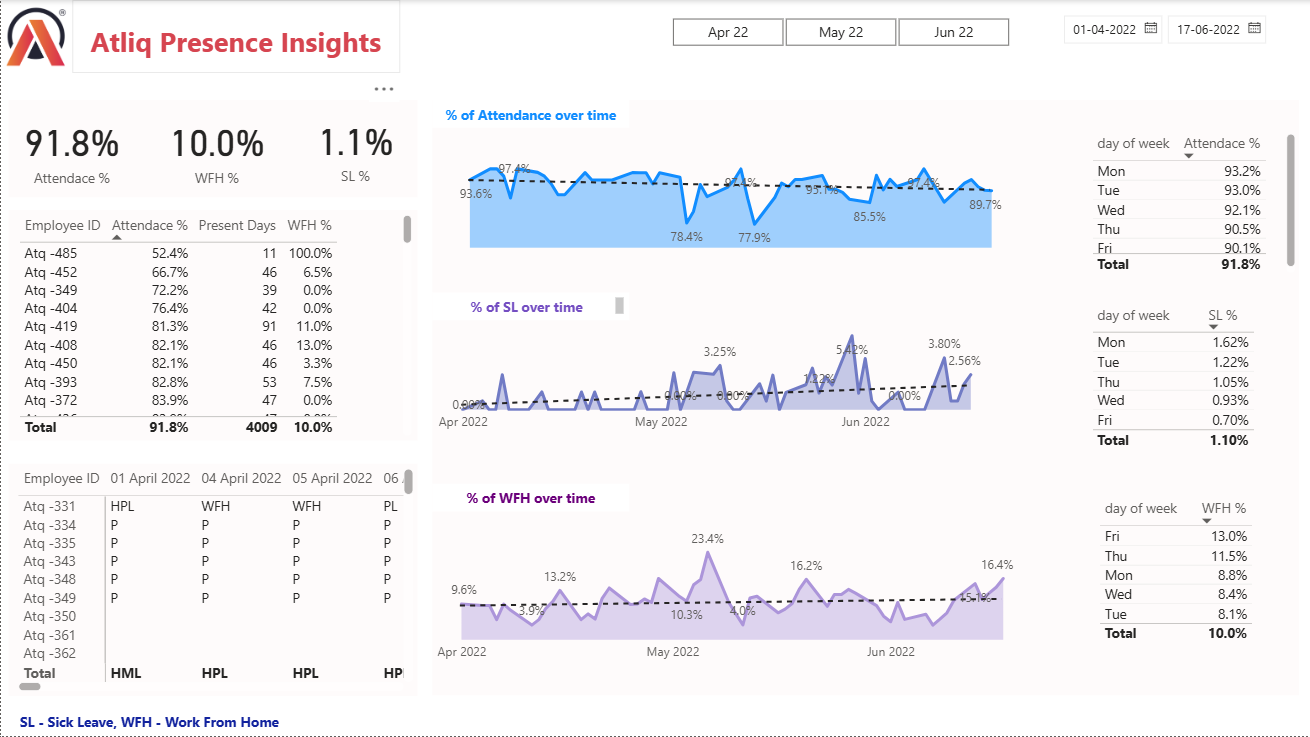 Atliq Presence Insights
Apr 22 May 22 Jun 22
01-04-2022 17-06-2022
91.8% 10.0% 1.1%
Attendace % WFH % SL %
Employee ID Attendace % Present Days WFH %
Atq -485 52.4% 11 100.0%
Atq -452 66.7% 46 6.5%
Atq -349 72.2% 39 0.0%
Atq -404 76.4% 42 0.0%
Atq -419 81.3% 91 11.0%
Atq -408 82.1% 46 13.0%
Atq -450 82.1% 46 3.3%
Atq -393 82.8% 53 7.5%
Atq -372 83.9% 47 0.0%
Total 91.8% 4009 10.0%
Employee ID 01 April 2022 04 April 2022 05 April 2022 06
Atq -331 HPL WFH WFH PL
Atq -334 P P P P
Atq -335 P P P P
Atq -343 P P P P
Atq -348 P P P P
Atq -349 P P P P
Atq -350
Atq -361
Atq -362
Total HML HPL HPL HP
% of Attendance over time
97.4%
93.6%
95.1%
97.4%
89.7%
85.5%
78.4%
77.9%
% of SL over time
3.25%
5.42%
3.80%
2.56%
1.22%
0.00%
0.00%
0.00%
0.00%
Apr 2022 May 2022 Jun 2022
% of WFH over time
23.4%
13.2%
16.2%
16.4%
9.6%
3.9%
10.3%
4.0%
15.1%
Apr 2022 May 2022 Jun 2022
day of week Attendace %
Mon 93.2%
Tue 93.0%
Wed 92.1%
Thu 90.5%
Fri 90.1%
Total 91.8%
day of week SL %
Mon 1.62%
Tue 1.22%
Thu 1.05%
Wed 0.93%
Fri 0.70%
Total 1.10%
day of week WFH %
Fri 13.0%
Thu 11.5%
Mon 8.8%
Wed 8.4%
Tue 8.1%
Total 10.0%
SL - Sick Leave, WFH - Work From Home